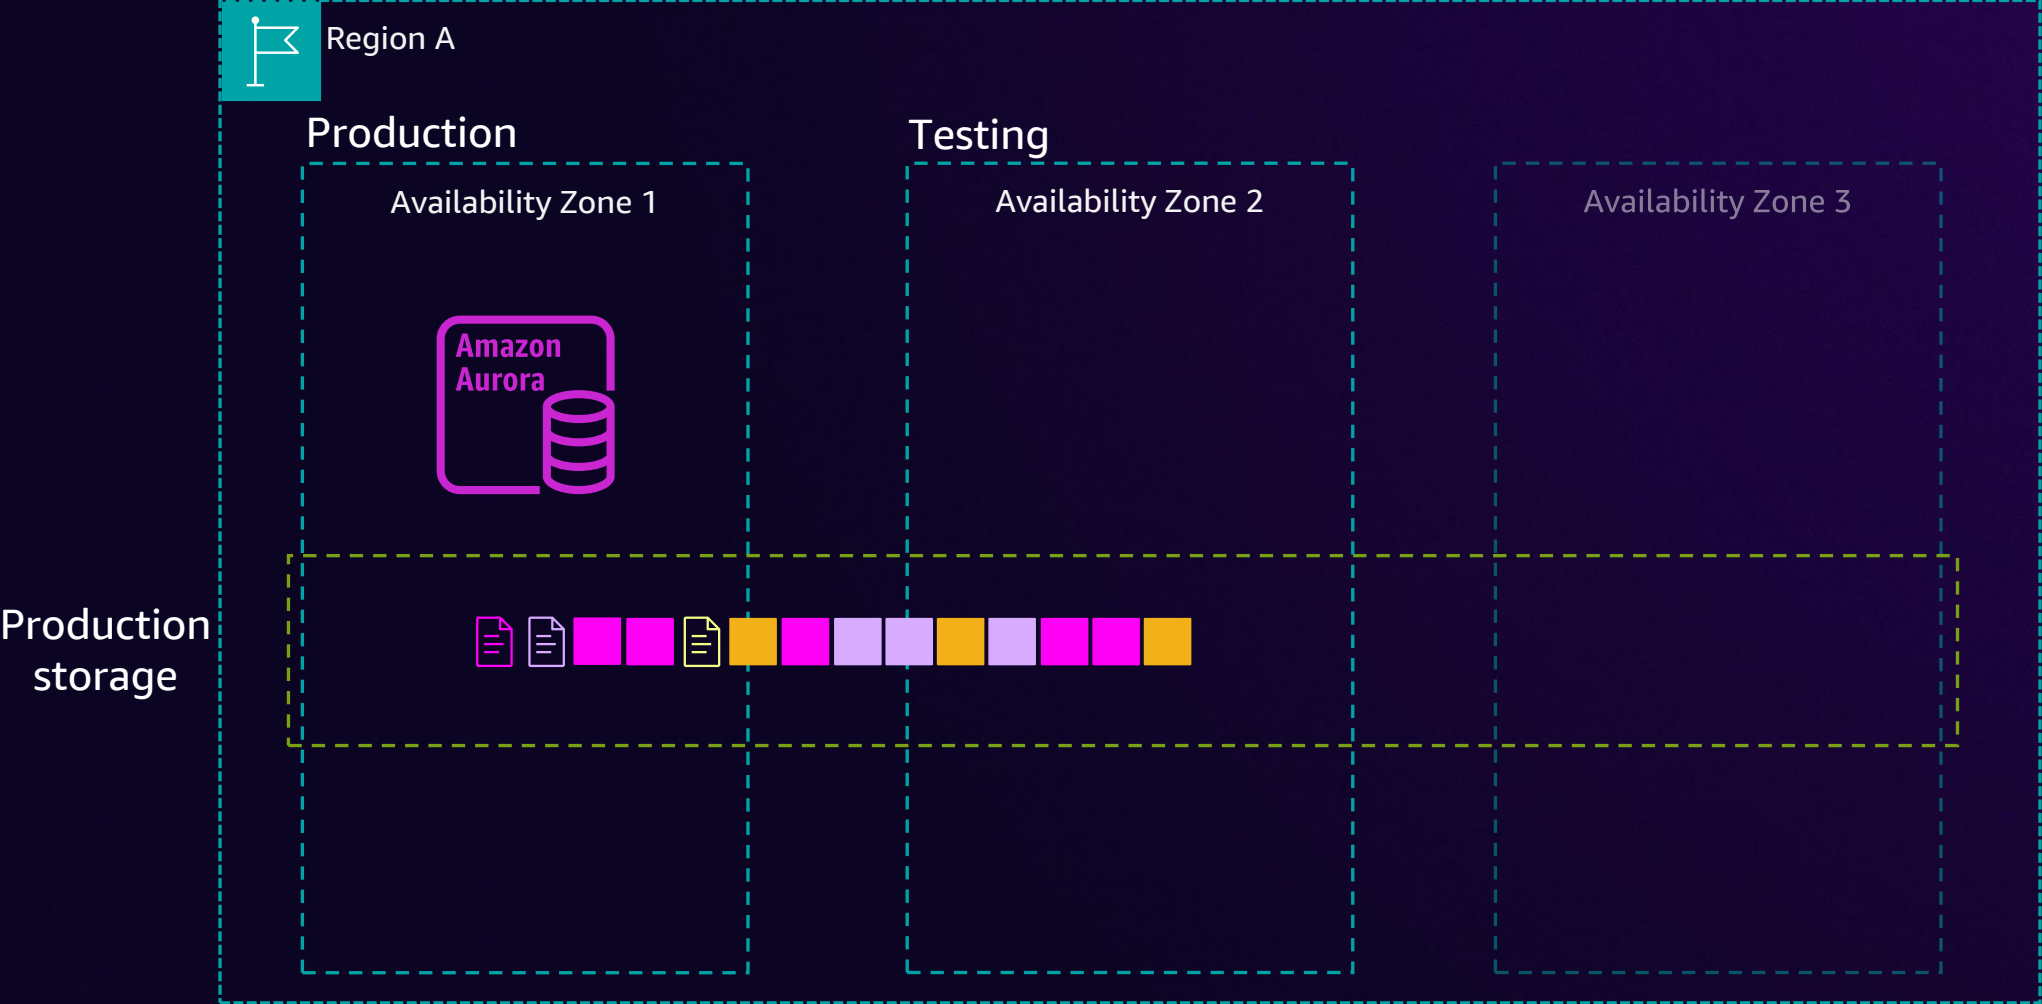 Region A
Production
Testing
Availability Zone 1
Availability Zone 2
Availability Zone 3
Amazon
Aurora
Production
storage